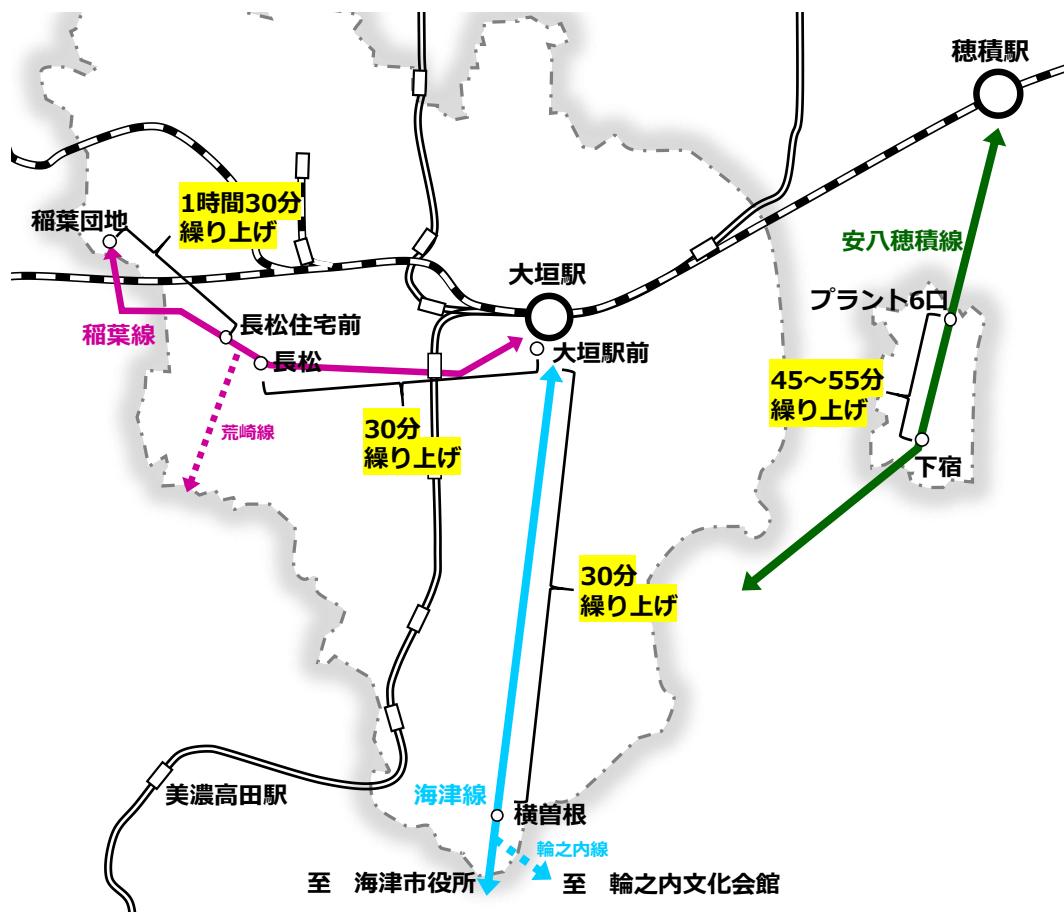 穂積駅
1時間30分
繰り上げ
稲葉団地
安八穂積線
大垣駅
プラント6口
稲葉線
長松住宅前
長松
大垣駅前
45～55分
繰り上げ
荒崎線
30分
繰り上げ
下宿
30分
繰り上げ
美濃高田駅
海津線
横曽根
輪之内線
至　海津市役所
至　輪之内文化会館